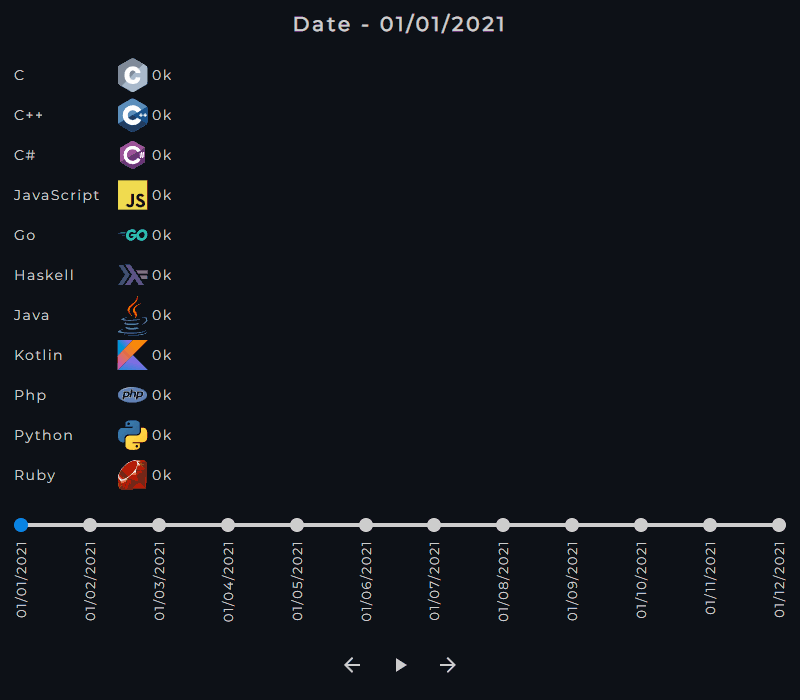 Date - 01/01/2021
C C 0k
C++ C++ 0k
C# C# 0k
JavaScript JS 0k
Go GO 0k
Haskell 0k
Java 0k
Kotlin 0k
Php php 0k
Python 0k
Ruby 0k
01/01/2021
01/02/2021
01/03/2021
01/04/2021
01/05/2021
01/06/2021
01/07/2021
01/08/2021
01/09/2021
01/10/2021
01/11/2021
01/12/2021